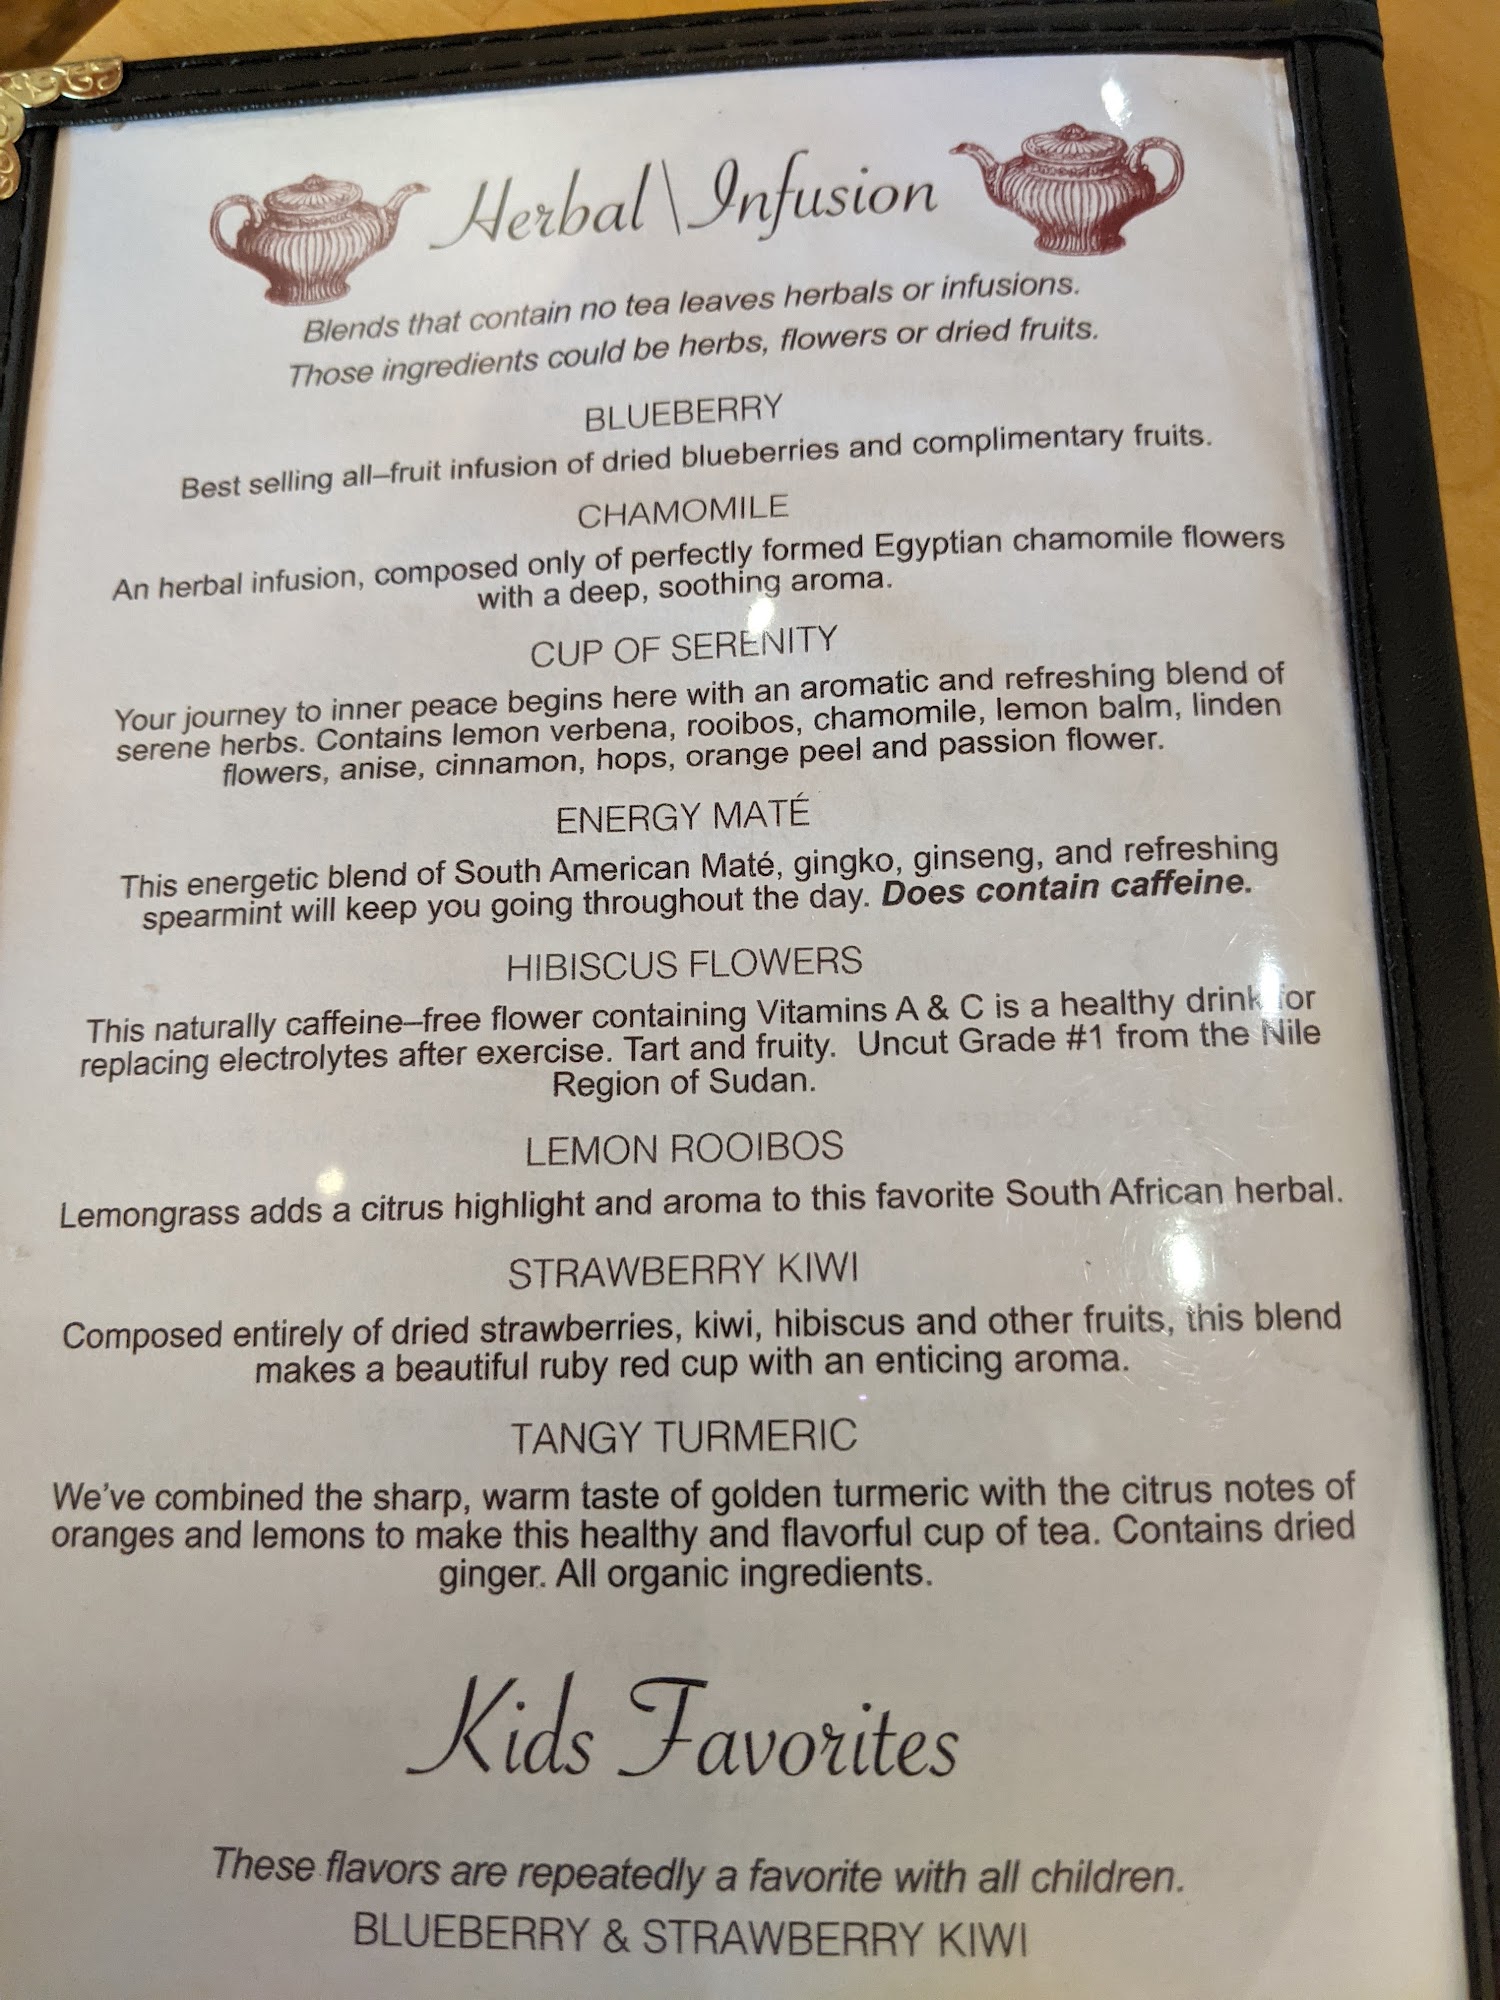 Herbal\Infusion
Blends that contain no tea leaves herbals or infusions.
Those ingredients could be herbs, flowers or dried fruits.
BLUEBERRY
Best selling all–fruit infusion of dried blueberries and complimentary fruits.
CHAMOMILE
An herbal infusion, composed only of perfectly formed Egyptian chamomile flowers
with a deep, soothing aroma.
CUP OF SERENITY
Your journey to inner peace begins here with an aromatic and refreshing blend of
serene herbs. Contains lemon verbena, rooibos, chamomile, lemon balm, linden
flowers, anise, cinnamon, hops, orange peel and passion flower.
ENERGY MATÉ
This energetic blend of South American Maté, gingko, ginseng, and refreshing
spearmint will keep you going throughout the day. Does contain caffeine.
HIBISCUS FLOWERS
This naturally caffeine–free flower containing Vitamins A & C is a healthy drink for
replacing electrolytes after exercise. Tart and fruity. Uncut Grade #1 from the Nile
Region of Sudan.
LEMON ROOIBOS
Lemongrass adds a citrus highlight and aroma to this favorite South African herbal.
STRAWBERRY KIWI
Composed entirely of dried strawberries, kiwi, hibiscus and other fruits, this blend
makes a beautiful ruby red cup with an enticing aroma.
TANGY TURMERIC
We've combined the sharp, warm taste of golden turmeric with the citrus notes of
oranges and lemons to make this healthy and flavorful cup of tea. Contains dried
ginger. All organic ingredients.
Kids Favorites
These flavors are repeatedly a favorite with all children.
BLUEBERRY & STRAWBERRY KIWI